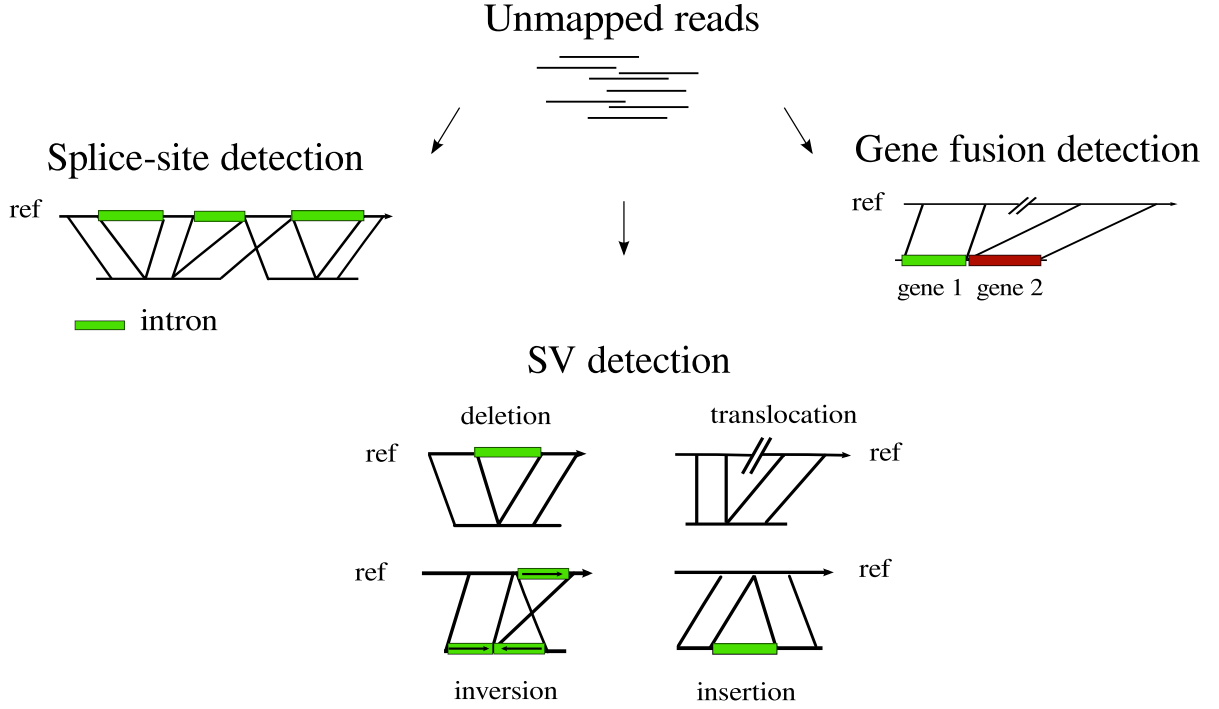 Unmapped reads
Splice-site detection
Gene fusion detection
ref
ref
gene 1 gene 2
intron
SV detection
deletion
translocation
ref
ref
ref
ref
inversion
insertion